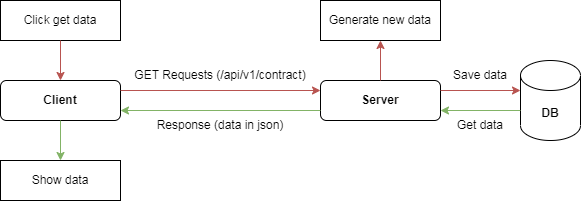 Click get data
Generate new data
GET Requests (/api/v1/contract)
Save data
Client
Server
DB
Response (data in json)
Get data
Show data